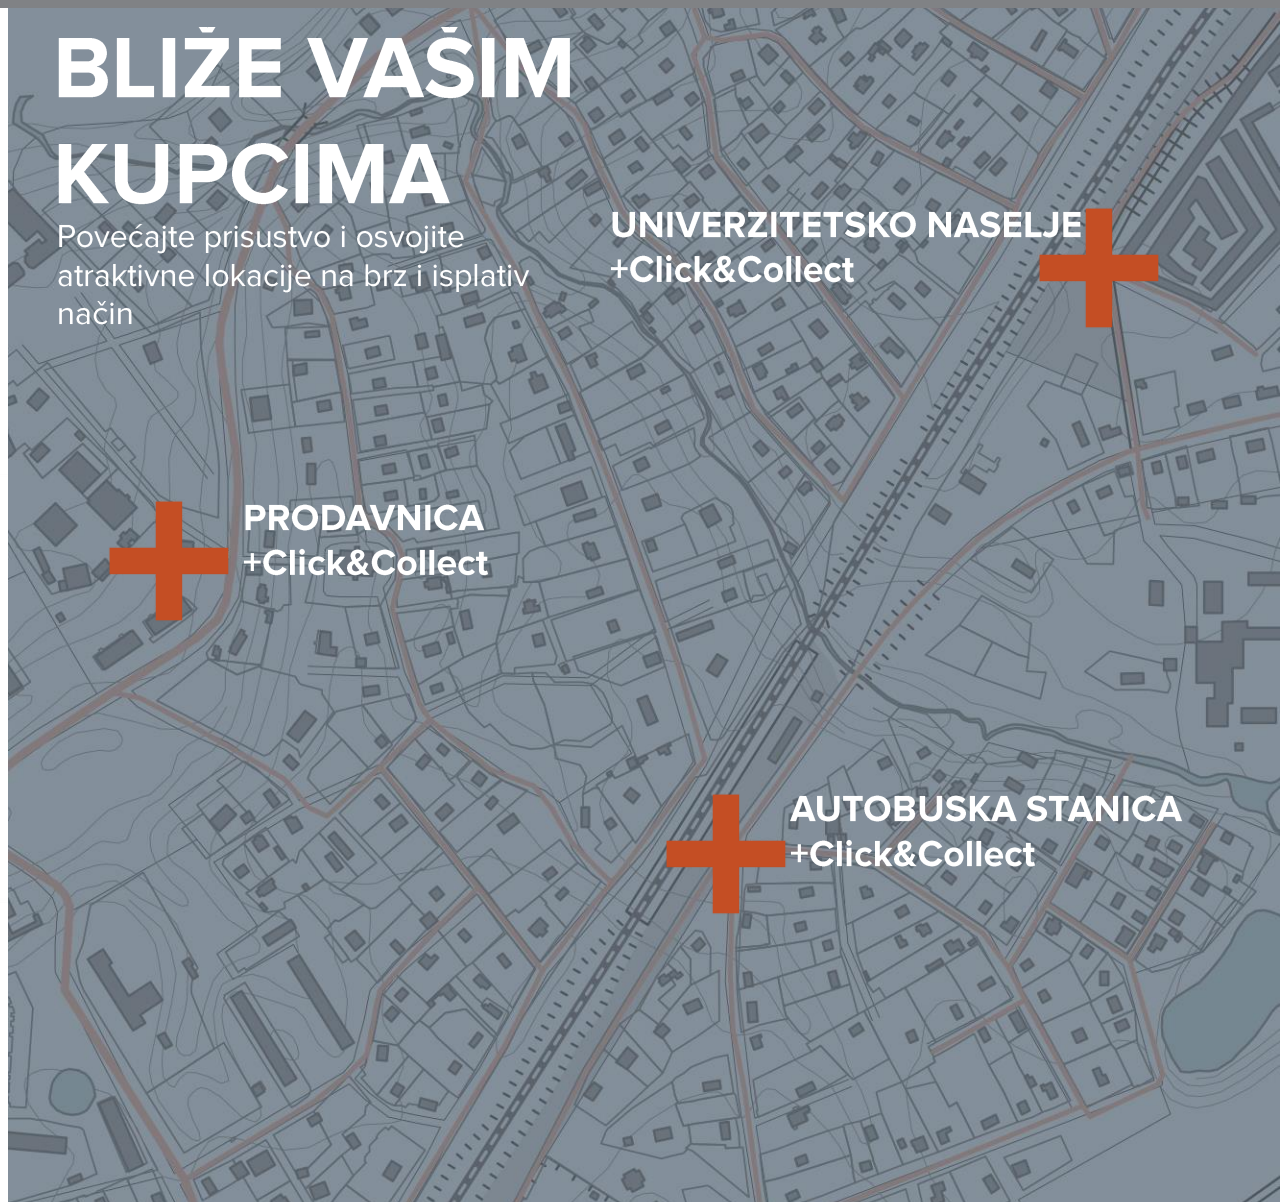 BLIŽE VAŠIM
KUPCIMA
Povećajte prisustvo i osvojite
atraktivne lokacije na brz i isplativ
način
UNIVERZITETSKO NASELJE
+Click&Collect
PRODAVNICA
+Click&Collect
AUTOBUSKA STANICA
+Click&Collect